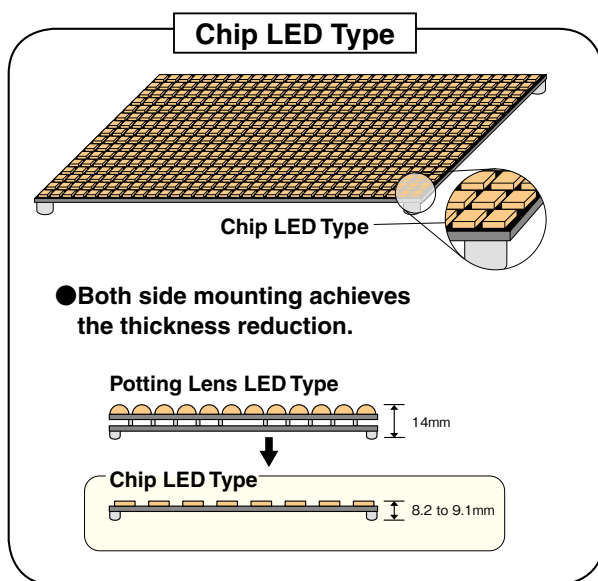 Chip LED Type
Chip LED Type
●Both side mounting achieves
the thickness reduction.
Potting Lens LED Type
14mm
Chip LED Type
8.2 to 9.1mm